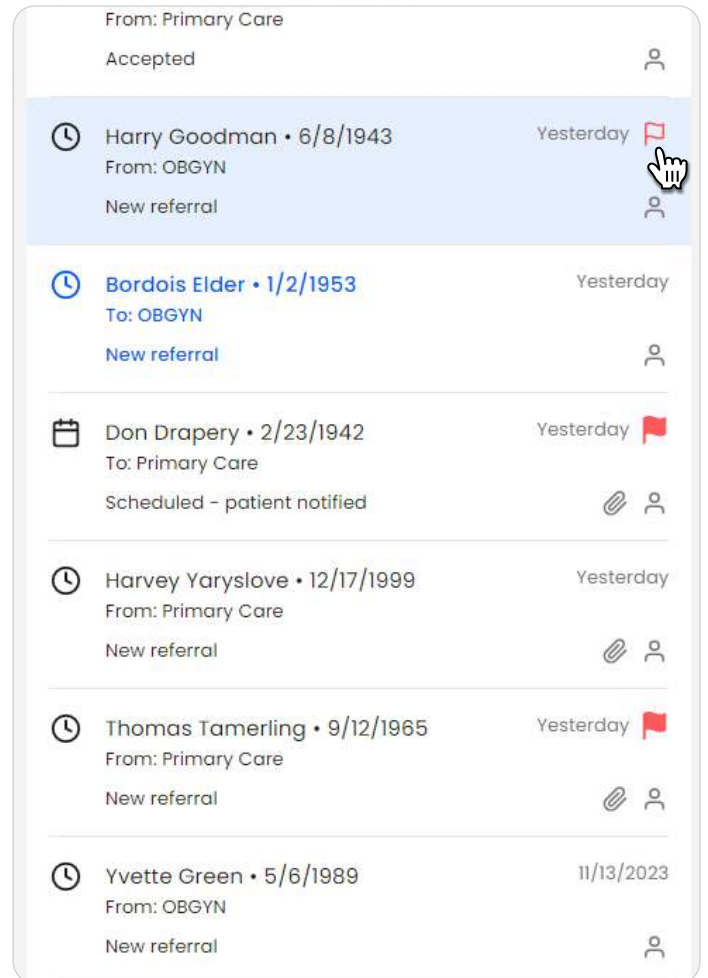 From: Primary Care
Accepted
Harry Goodman • 6/8/1943 Yesterday
From: OBGYN
New referral
Bordois Elder • 1/2/1953 Yesterday
To: OBGYN
New referral
Don Drapery • 2/23/1942 Yesterday
To: Primary Care
Scheduled - patient notified
Harvey Yaryslove • 12/17/1999 Yesterday
From: Primary Care
New referral
Thomas Tamerling • 9/12/1965 Yesterday
From: Primary Care
New referral
Yvette Green • 5/6/1989 11/13/2023
From: OBGYN
New referral